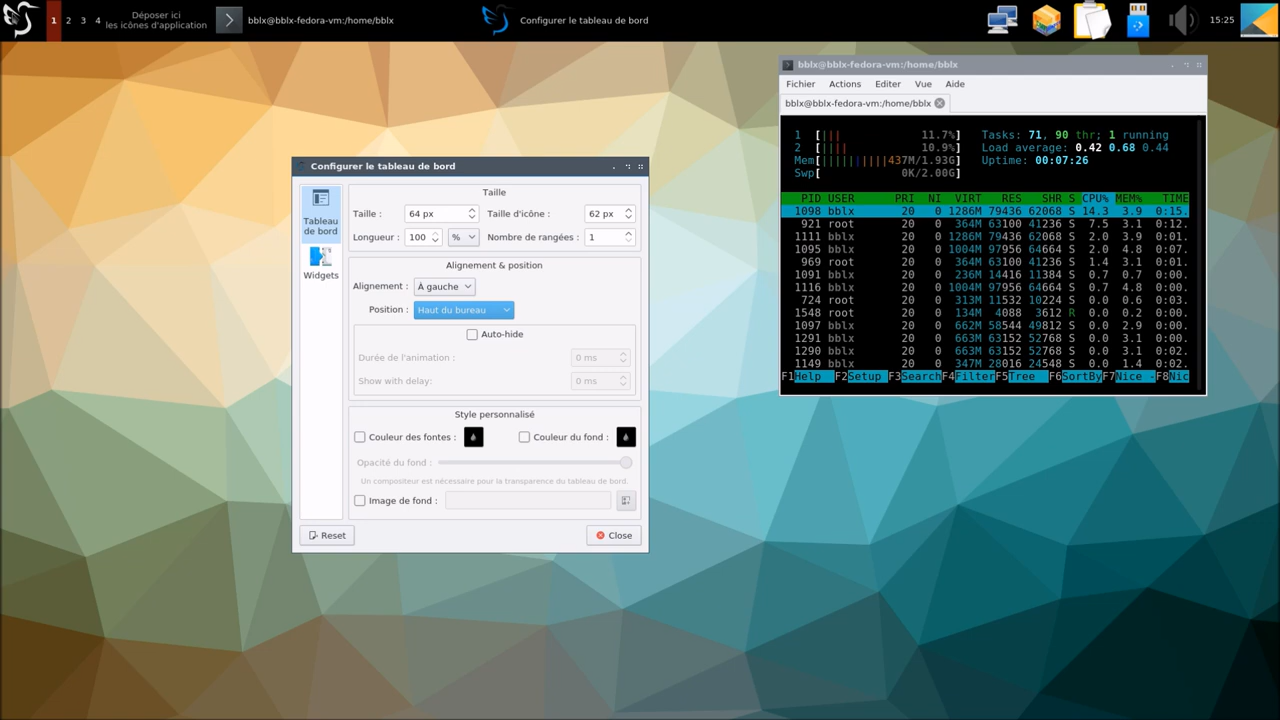 1 2 3 4
Déposer ici
les icônes d'application
bblx@bblx-fedora-vm:/home/bblx
Configurer le tableau de bord
15:25
bblx@bblx-fedora-vm:/home/bblx
Fichier Actions Editer Vue Aide
bblx@bblx-fedora-vm:/home/bblx
1 [||| 11.7%] Tasks: 71, 90 thr; 1 running
2 [|||| 10.9%] Load average: 0.42 0.68 0.44
Mem[||||||||||437M/1.93G] Uptime: 00:07:26
Swp[ 0K/2.00G]
PID USER PRI NI VIRT RES SHR S CPU% MEM% TIME
1098 bblx 20 0 1286M 79436 62068 S 14.3 3.9 0:15.
921 root 20 0 364M 63100 41236 S 7.5 3.1 0:12.
1111 bblx 20 0 1286M 79436 62068 S 2.0 3.9 0:01.
1095 bblx 20 0 1004M 97956 64664 S 2.0 4.8 0:07.
969 root 20 0 364M 63100 41236 S 1.4 3.1 0:01.
1091 bblx 20 0 236M 14416 11384 S 0.7 0.7 0:00.
1116 bblx 20 0 1004M 97956 64664 S 0.7 4.8 0:00.
724 root 20 0 313M 11532 10224 S 0.0 0.6 0:03.
1548 root 20 0 134M 4088 3612 R 0.0 0.2 0:00.
1097 bblx 20 0 662M 58544 49812 S 0.0 2.9 0:00.
1291 bblx 20 0 663M 63152 52768 S 0.0 3.1 0:00.
1290 bblx 20 0 663M 63152 52768 S 0.0 3.1 0:02.
1149 bblx 20 0 347M 28016 24548 S 0.0 1.4 0:02.
F1Help F2Setup F3SearchF4FilterF5Tree F6SortByF7Nice -F8Nic
Configurer le tableau de bord
Tableau
de bord
Widgets
Taille
Taille : 64 px Taille d'icône : 62 px
Longueur : 100 % Nombre de rangées : 1
Alignement & position
Alignement : À gauche
Position : Haut du bureau
Auto-hide
Durée de l'animation : 0 ms
Show with delay: 0 ms
Style personnalisé
Couleur des fontes : Couleur du fond :
Opacité du fond :
Un compositeur est nécessaire pour la transparence du tableau de bord.
Image de fond :
Reset Close